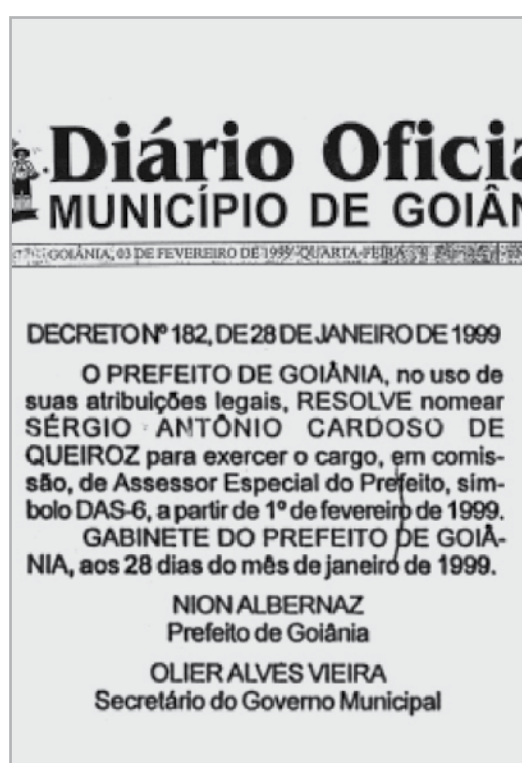 Diário Oficia
MUNICÍPIO DE GOIÂN
GOIÂNIA, 03 DE FEVEREIRO DE 1999-QUARTA-FEIRA
DECRETO Nº 182, DE 28 DE JANEIRO DE 1999
O PREFEITO DE GOIÂNIA, no uso de
suas atribuições legais, RESOLVE nomear
SÉRGIO ANTÔNIO CARDOSO DE
QUEIROZ para exercer o cargo, em comis-
são, de Assessor Especial do Prefeito, sím-
bolo DAS-6, a partir de 1º de fevereiro de 1999.
GABINETE DO PREFEITO DE GOIÂ-
NIA, aos 28 dias do mês de janeiro de 1999.
NION ALBERNAZ
Prefeito de Goiânia
OLIER ALVES VIEIRA
Secretário do Governo Municipal